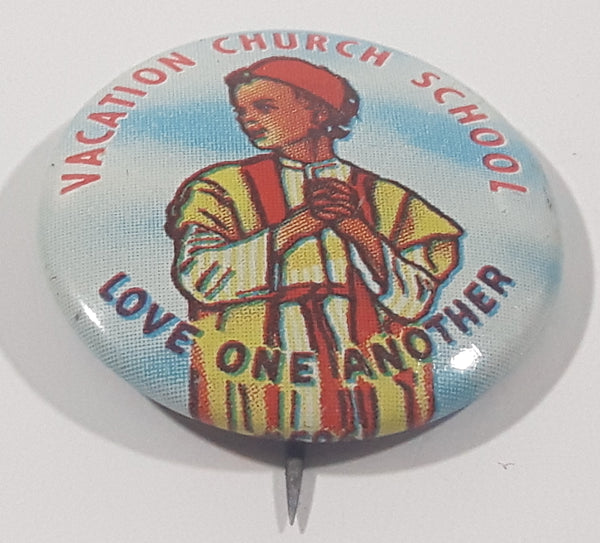 VACATION CHURCH SCHOOL
LOVE ONE ANOTHER